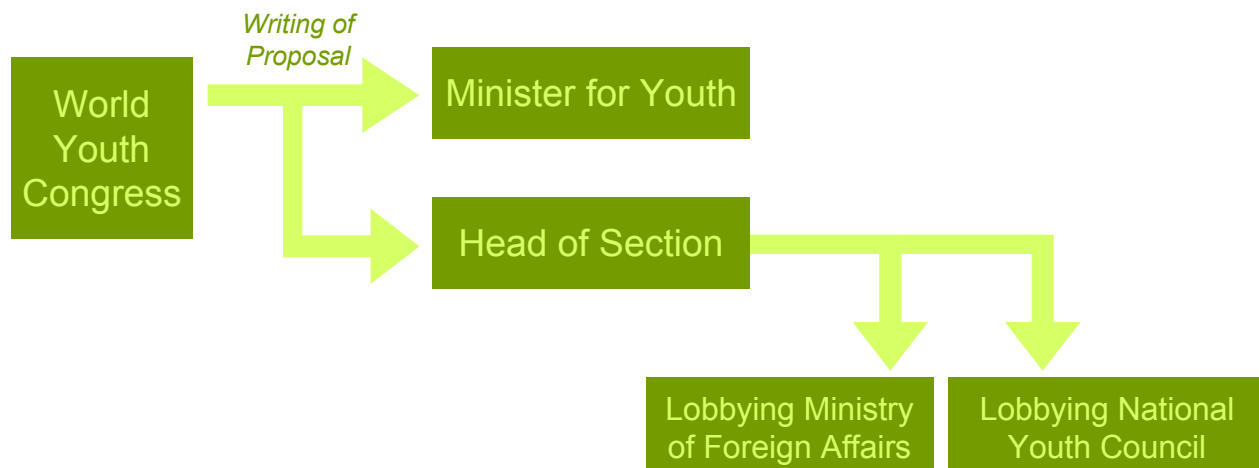 Writing of
Proposal
World
Youth
Congress
Minister for Youth
Head of Section
Lobbying Ministry
of Foreign Affairs
Lobbying National
Youth Council